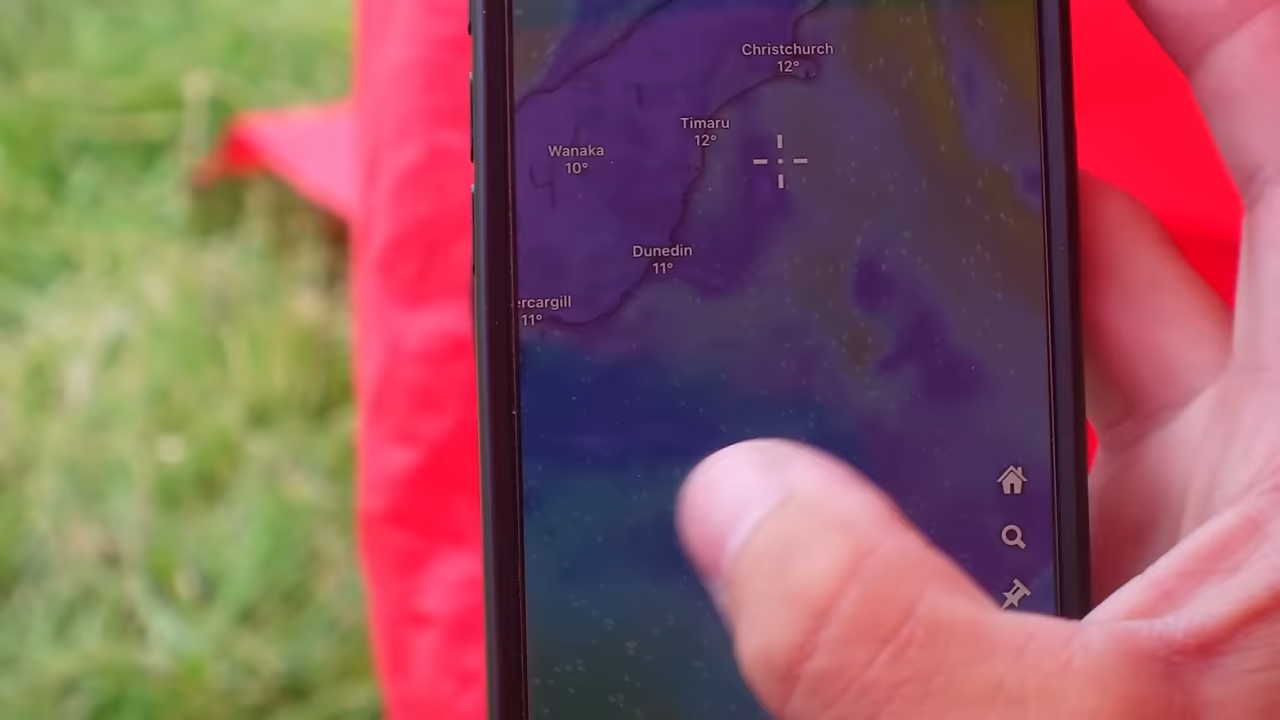 Christchurch
12°
Timaru
12°
Wanaka
10°
Dunedin
11°
ercargill
11°